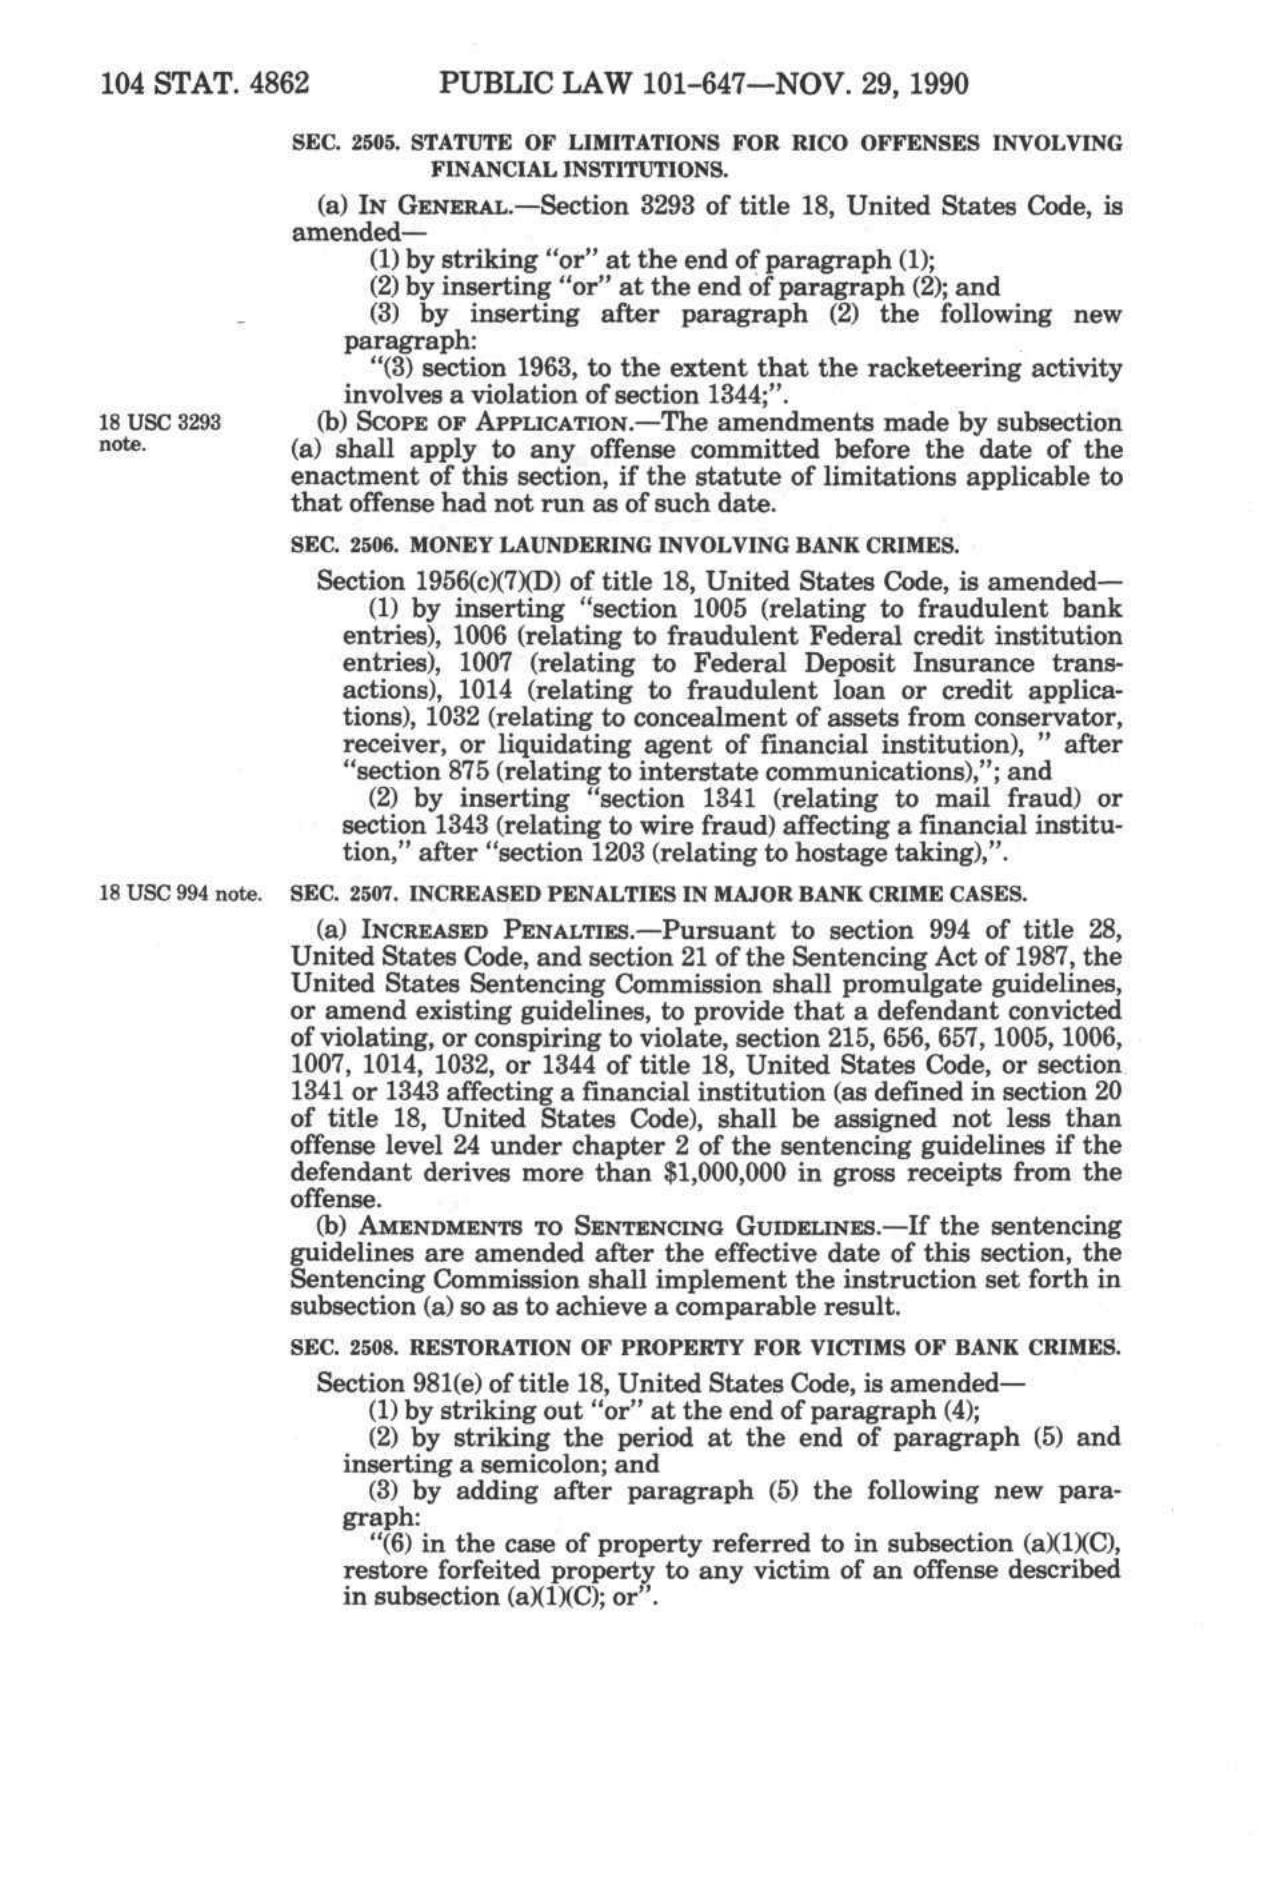 104 STAT. 4862 PUBLIC LAW 101-647—NOV. 29, 1990
SEC. 2505. STATUTE OF LIMITATIONS FOR RICO OFFENSES INVOLVING
FINANCIAL INSTITUTIONS.
(a) IN GENERAL.—Section 3293 of title 18, United States Code, is
amended—
(1) by striking “or” at the end of paragraph (1);
(2) by inserting “or” at the end of paragraph (2); and
(3) by inserting after paragraph (2) the following new
paragraph:
“(3) section 1963, to the extent that the racketeering activity
involves a violation of section 1344;”.
18 USC 3293
note.
(b) SCOPE OF APPLICATION.—The amendments made by subsection
(a) shall apply to any offense committed before the date of the
enactment of this section, if the statute of limitations applicable to
that offense had not run as of such date.
SEC. 2506. MONEY LAUNDERING INVOLVING BANK CRIMES.
Section 1956(c)(7)(D) of title 18, United States Code, is amended—
(1) by inserting “section 1005 (relating to fraudulent bank
entries), 1006 (relating to fraudulent Federal credit institution
entries), 1007 (relating to Federal Deposit Insurance trans-
actions), 1014 (relating to fraudulent loan or credit applica-
tions), 1032 (relating to concealment of assets from conservator,
receiver, or liquidating agent of financial institution), ” after
“section 875 (relating to interstate communications),”; and
(2) by inserting “section 1341 (relating to mail fraud) or
section 1343 (relating to wire fraud) affecting a financial institu-
tion,” after “section 1203 (relating to hostage taking),”.
18 USC 994 note.
SEC. 2507. INCREASED PENALTIES IN MAJOR BANK CRIME CASES.
(a) INCREASED PENALTIES.—Pursuant to section 994 of title 28,
United States Code, and section 21 of the Sentencing Act of 1987, the
United States Sentencing Commission shall promulgate guidelines,
or amend existing guidelines, to provide that a defendant convicted
of violating, or conspiring to violate, section 215, 656, 657, 1005, 1006,
1007, 1014, 1032, or 1344 of title 18, United States Code, or section
1341 or 1343 affecting a financial institution (as defined in section 20
of title 18, United States Code), shall be assigned not less than
offense level 24 under chapter 2 of the sentencing guidelines if the
defendant derives more than $1,000,000 in gross receipts from the
offense.
(b) AMENDMENTS TO SENTENCING GUIDELINES.—If the sentencing
guidelines are amended after the effective date of this section, the
Sentencing Commission shall implement the instruction set forth in
subsection (a) so as to achieve a comparable result.
SEC. 2508. RESTORATION OF PROPERTY FOR VICTIMS OF BANK CRIMES.
Section 981(e) of title 18, United States Code, is amended—
(1) by striking out “or” at the end of paragraph (4);
(2) by striking the period at the end of paragraph (5) and
inserting a semicolon; and
(3) by adding after paragraph (5) the following new para-
graph:
“(6) in the case of property referred to in subsection (a)(1)(C),
restore forfeited property to any victim of an offense described
in subsection (a)(1)(C); or”.